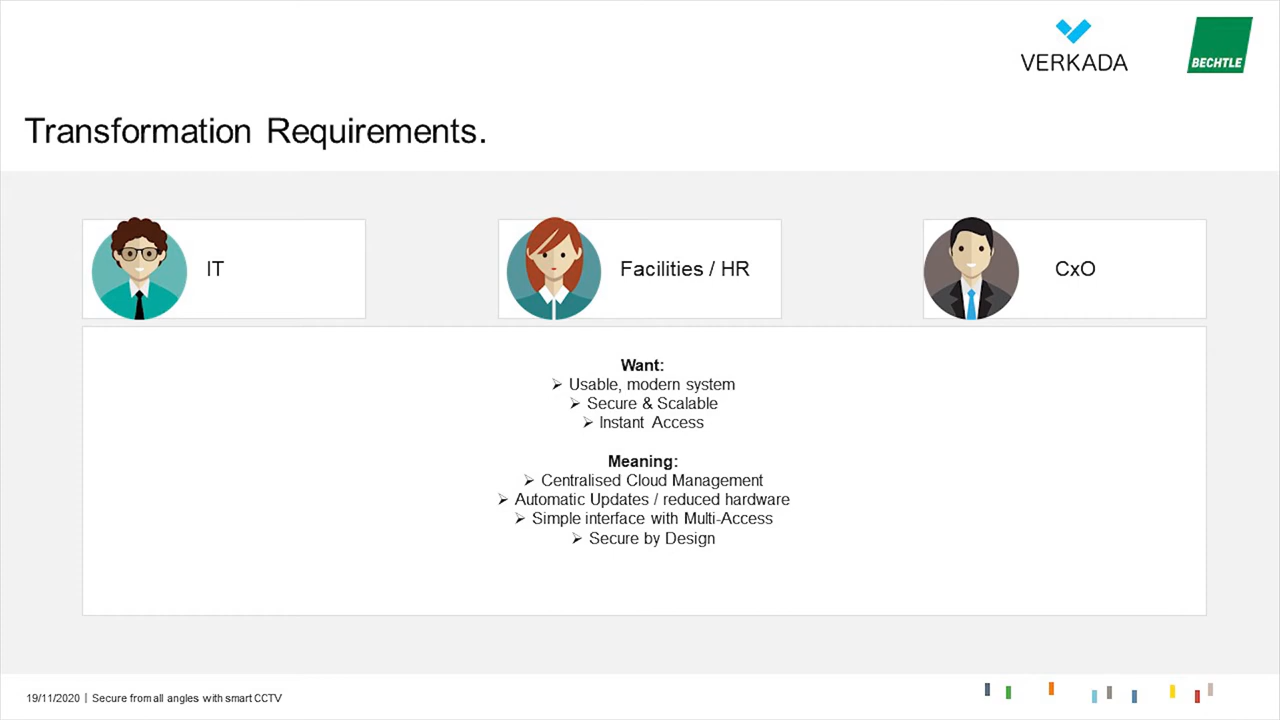 VERKADA
BECHTLE
Transformation Requirements.
IT
Facilities / HR
CxO
Want:
➢ Usable, modern system
➢ Secure & Scalable
➢ Instant Access
Meaning:
➢ Centralised Cloud Management
➢ Automatic Updates / reduced hardware
➢ Simple interface with Multi-Access
➢ Secure by Design
19/11/2020 | Secure from all angles with smart CCTV